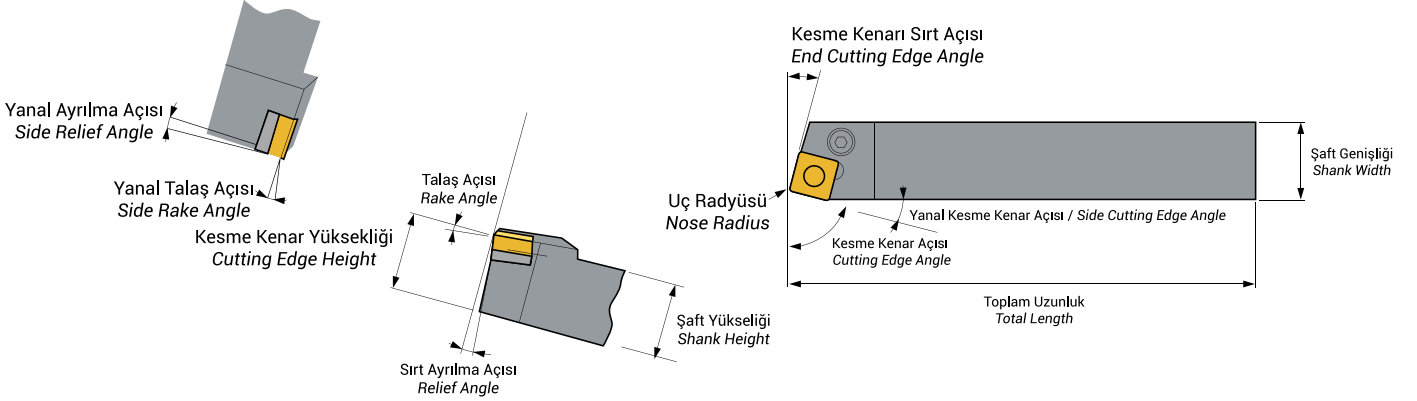 Yanal Ayrılma Açısı
Side Relief Angle
Yanal Talaş Açısı
Side Rake Angle
Talaş Açısı
Rake Angle
Kesme Kenar Yüksekliği
Cutting Edge Height
Sırt Ayrılma Açısı
Relief Angle
Şaft Yükseliği
Shank Height
Kesme Kenarı Sırt Açısı
End Cutting Edge Angle
Uç Radyüsü
Nose Radius
Şaft Genişliği
Shank Width
Yanal Kesme Kenar Açısı / Side Cutting Edge Angle
Kesme Kenar Açısı
Cutting Edge Angle
Toplam Uzunluk
Total Length